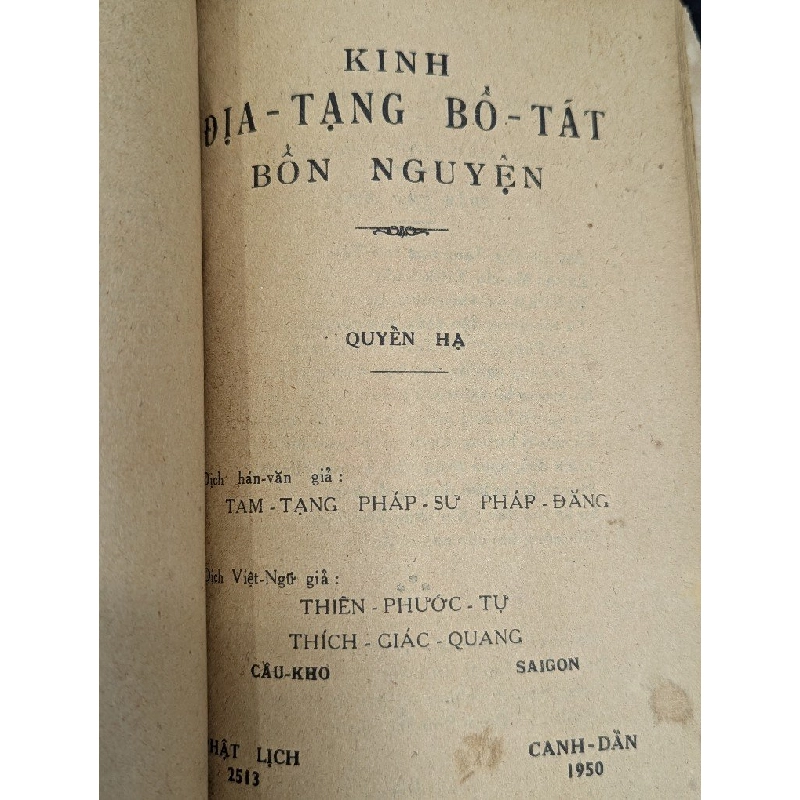 KINH
ĐỊA-TẠNG BỒ-TÁT
BỔN NGUYỆN
QUYỀN HẠ
Dịch hán-văn giả :
TAM-TẠNG PHÁP-SƯ PHÁP-ĐĂNG
Dịch Việt-Ngữ giả :
THIÊN-PHƯỚC-TỰ
THÍCH-GIÁC-QUANG
CẦU-KHO SAIGON
PHẬT LỊCH CANH-DẦN
2513 1950